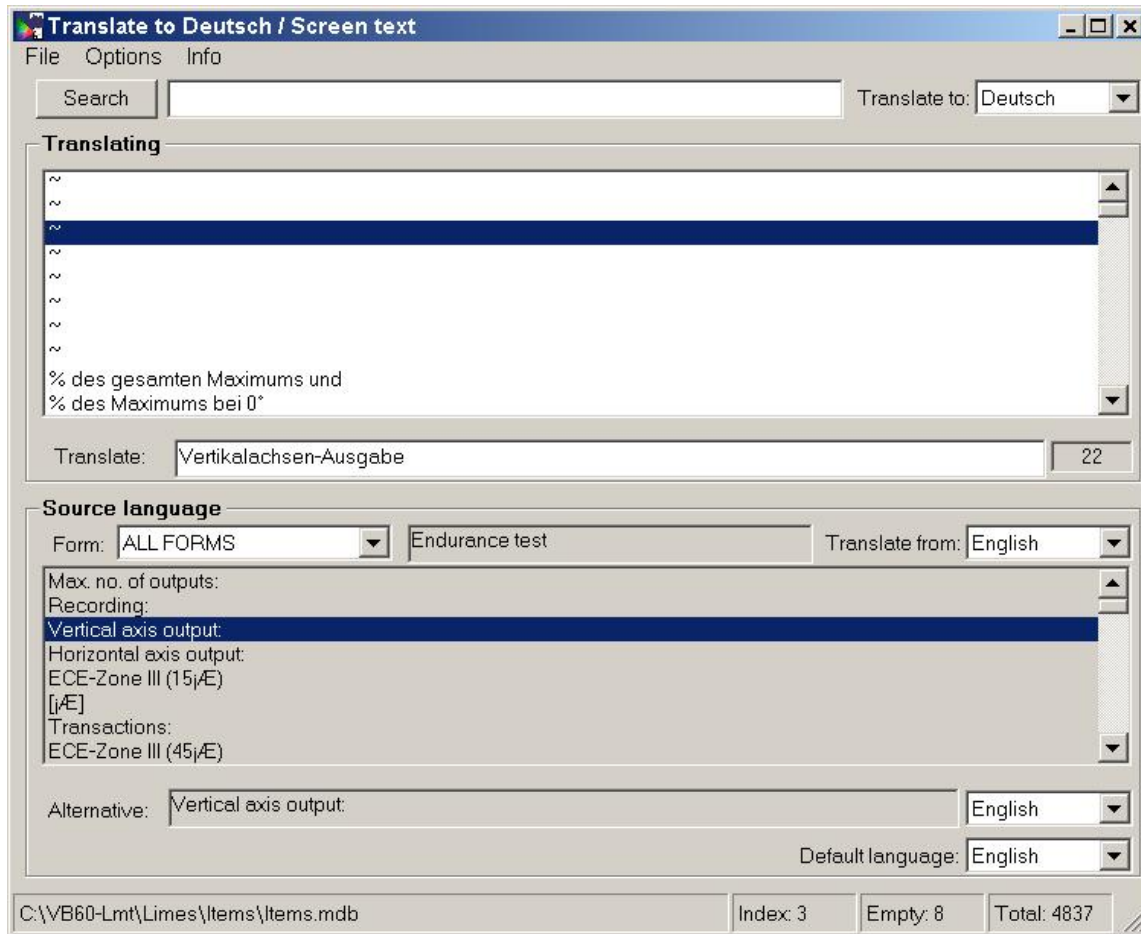 Translate to Deutsch / Screen text
File Options Info
Search Translate to: Deutsch
Translating
~
~
~
~
~
~
~
~
% des gesamten Maximums und
% des Maximums bei 0°
Translate: Vertikalachsen-Ausgabe 22
Source language
Form: ALL FORMS Endurance test Translate from: English
Max. no. of outputs:
Recording:
Vertical axis output:
Horizontal axis output:
ECE-Zone III (15¡Æ)
[¡Æ]
Transactions:
ECE-Zone III (45¡Æ)
Alternative: Vertical axis output: English
Default language: English
C:\VB60-Lmt\Limes\Items\Items.mdb Index: 3 Empty: 8 Total: 4837